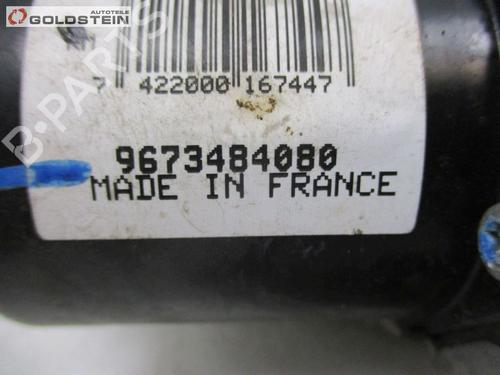 AUTOTEILE
GOLDSTEIN
B-PARTS
7 422000 167447
9673484080
MADE IN FRANCE